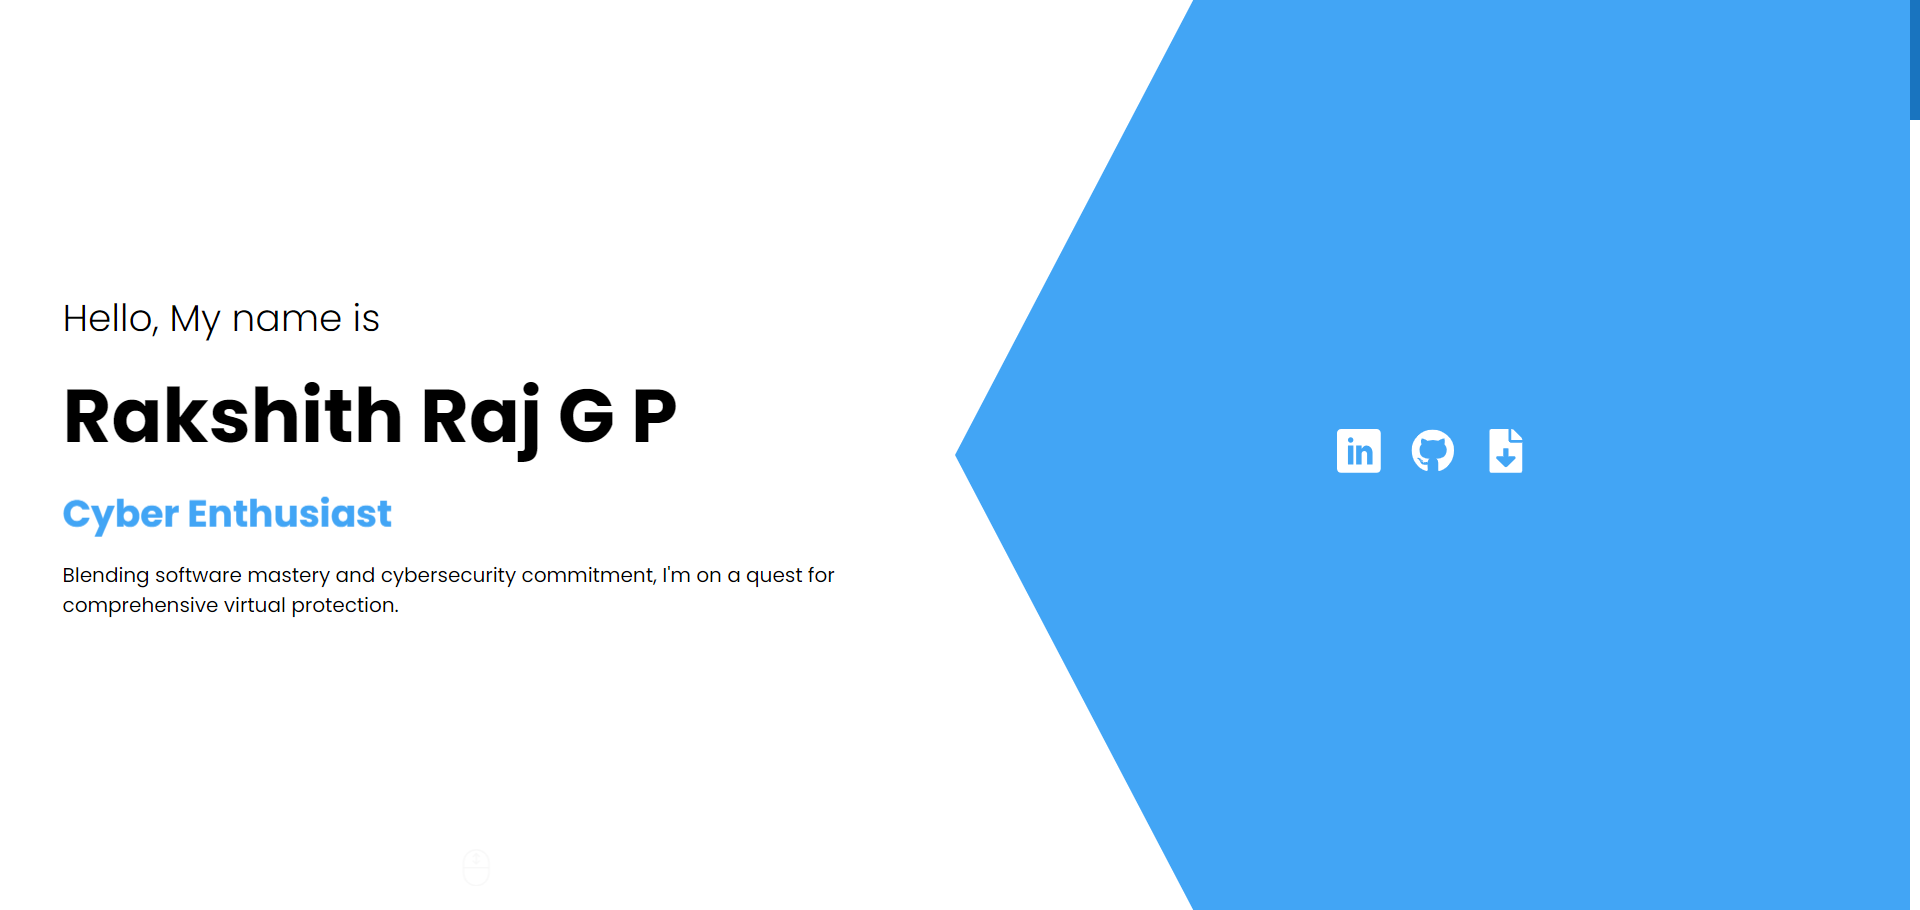 Hello, My name is
Rakshith Raj G P
Cyber Enthusiast
Blending software mastery and cybersecurity commitment, I'm on a quest for
comprehensive virtual protection.
in